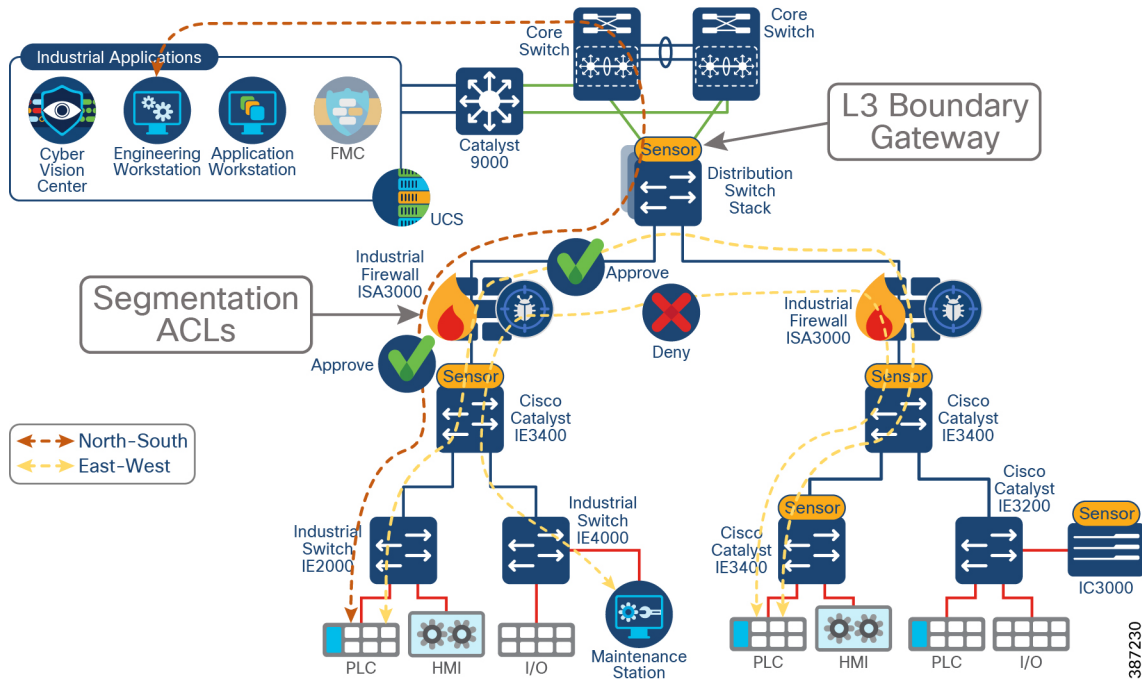 Core
Switch
Core
Switch
Industrial Applications
Cyber
Vision
Center
Engineering
Workstation
Application
Workstation
FMC
UCS
Catalyst
9000
L3 Boundary
Gateway
Sensor
Distribution
Switch
Stack
Industrial
Firewall
ISA3000
Approve
Segmentation
ACLs
Deny
Industrial
Firewall
ISA3000
Approve
Sensor
Cisco
Catalyst
IE3400
Sensor
Cisco
Catalyst
IE3400
North-South
East-West
Industrial
Switch
IE2000
Industrial
Switch
IE4000
Sensor
Cisco
Catalyst
IE3400
Cisco
Catalyst
IE3200
Sensor
IC3000
PLC
HMI
I/O
Maintenance
Station
PLC
HMI
PLC
I/O
387230